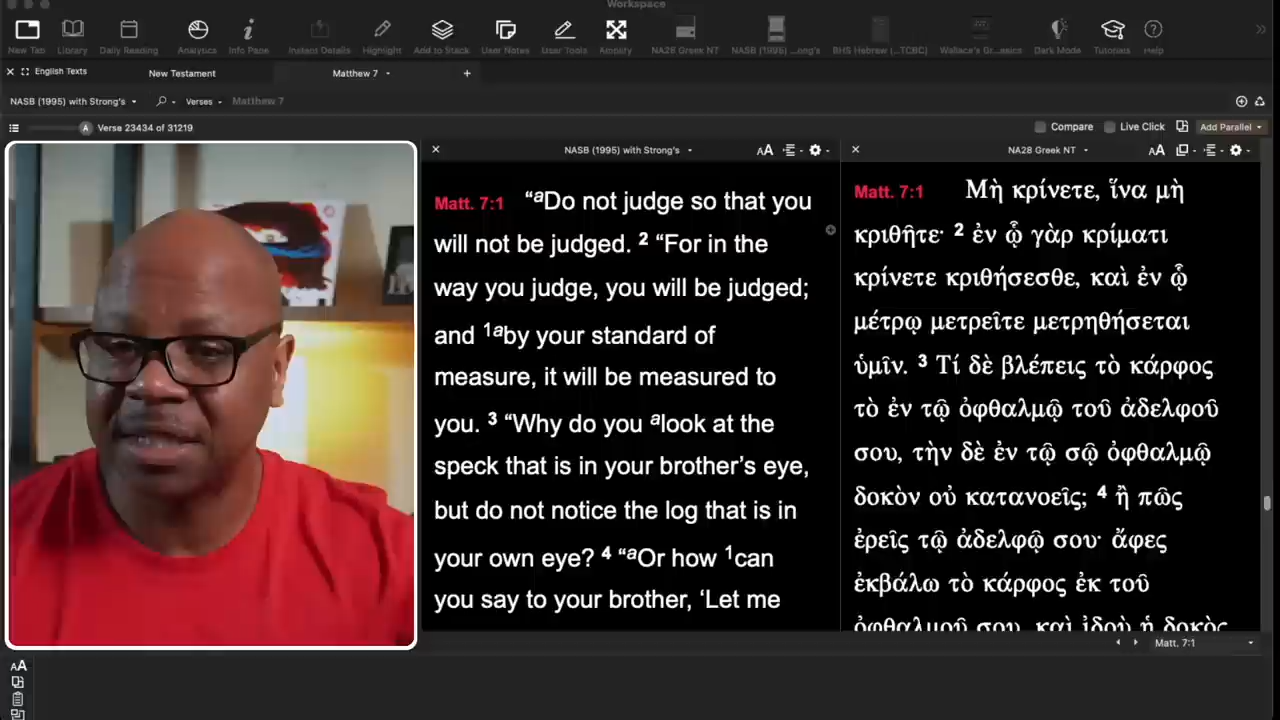 Workspace
New Tab Library Daily Reading Analytics Info Pane Instant Details Highlight Add to Stack User Notes User Tools Amplify NA28 Greek NT NASB (1995) ...ng's BHS Hebrew (...TCBC) Wallace's Gr...asics Dark Mode Tutorials Help
English Texts New Testament Matthew 7
NASB (1995) with Strong's Verses Matthew 7
A Verse 23434 of 31219 Compare Live Click Add Parallel
NASB (1995) with Strong's
Matt. 7:1 “aDo not judge so that you
will not be judged. 2 “For in the
way you judge, you will be judged;
and 1aby your standard of
measure, it will be measured to
you. 3 “Why do you alook at the
speck that is in your brother’s eye,
but do not notice the log that is in
your own eye? 4 “aOr how 1can
you say to your brother, ‘Let me
NA28 Greek NT
Matt. 7:1 Μὴ κρίνετε, ἵνα μὴ
κριθῆτε· 2 ἐν ᾧ γὰρ κρίματι
κρίνετε κριθήσεσθε, καὶ ἐν ᾧ
μέτρῳ μετρεῖτε μετρηθήσεται
ὑμῖν. 3 Τί δὲ βλέπεις τὸ κάρφος
τὸ ἐν τῷ ὀφθαλμῷ τοῦ ἀδελφοῦ
σου, τὴν δὲ ἐν τῷ σῷ ὀφθαλμῷ
δοκὸν οὐ κατανοεῖς; 4 ἢ πῶς
ἐρεῖς τῷ ἀδελφῷ σου· ἄφες
ἐκβάλω τὸ κάρφος ἐκ τοῦ
ὀφθαλμοῦ σου, καὶ ἰδοὺ ἡ δοκὸς
Matt. 7:1
AA